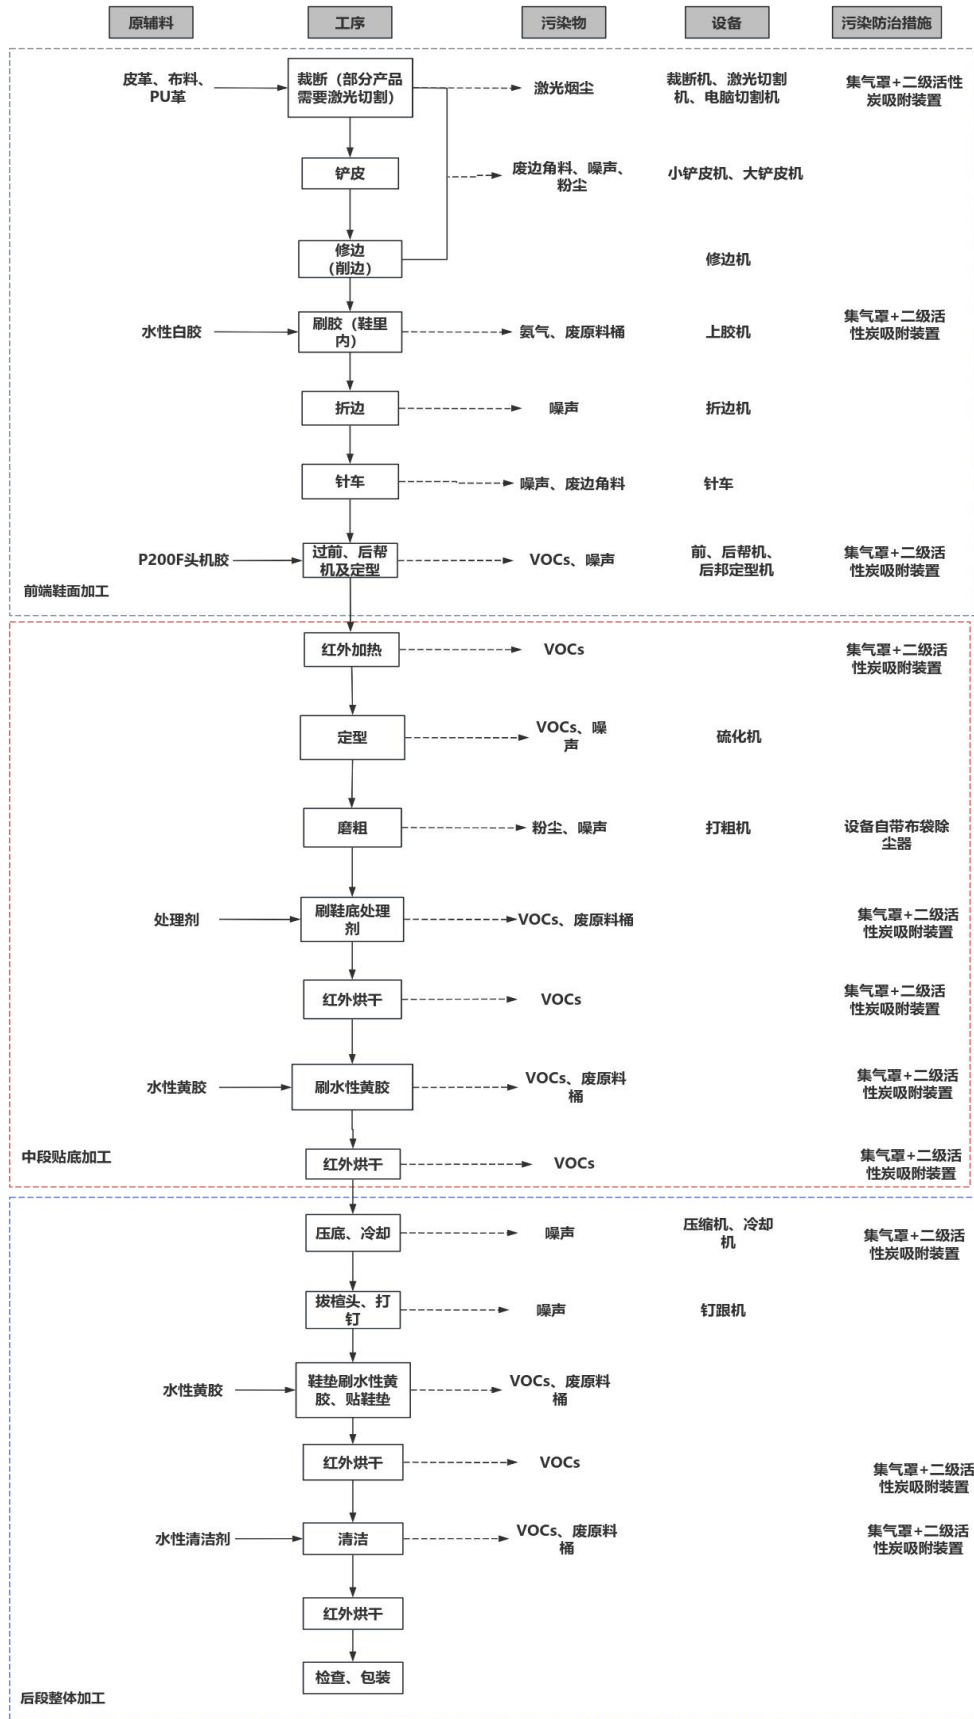 原辅料
工序
污染物
设备
污染防治措施
皮革、布料、
PU革
裁断（部分产品
需要激光切割）
激光烟尘
裁断机、激光切割
机、电脑切割机
集气罩+二级活性
炭吸附装置
铲皮
废边角料、噪声、
粉尘
小铲皮机、大铲皮机
修边
（削边）
修边机
水性白胶
刷胶（鞋里
内）
氨气、废原料桶
上胶机
集气罩+二级活
性炭吸附装置
折边
噪声
折边机
针车
噪声、废边角料
针车
P200F头机胶
过前、后帮
机及定型
VOCs、噪声
前、后帮机、
后邦定型机
集气罩+二级活
性炭吸附装置
前端鞋面加工
红外加热
VOCs
集气罩+二级活
性炭吸附装置
定型
VOCs、噪
声
硫化机
磨粗
粉尘、噪声
打粗机
设备自带布袋除
尘器
处理剂
刷鞋底处理
剂
VOCs、废原料桶
集气罩+二级活
性炭吸附装置
红外烘干
VOCs
集气罩+二级活
性炭吸附装置
水性黄胶
刷水性黄胶
VOCs、废原料
桶
集气罩+二级活
性炭吸附装置
中段贴底加工
红外烘干
VOCs
集气罩+二级活
性炭吸附装置
压底、冷却
噪声
压缩机、冷却
机
集气罩+二级活
性炭吸附装置
拔楦头、打
钉
噪声
钉跟机
水性黄胶
鞋垫刷水性黄
胶、贴鞋垫
VOCs、废原料
桶
红外烘干
VOCs
集气罩+二级活
性炭吸附装置
水性清洁剂
清洁
VOCs、废原料
桶
集气罩+二级活
性炭吸附装置
红外烘干
检查、包装
后段整体加工